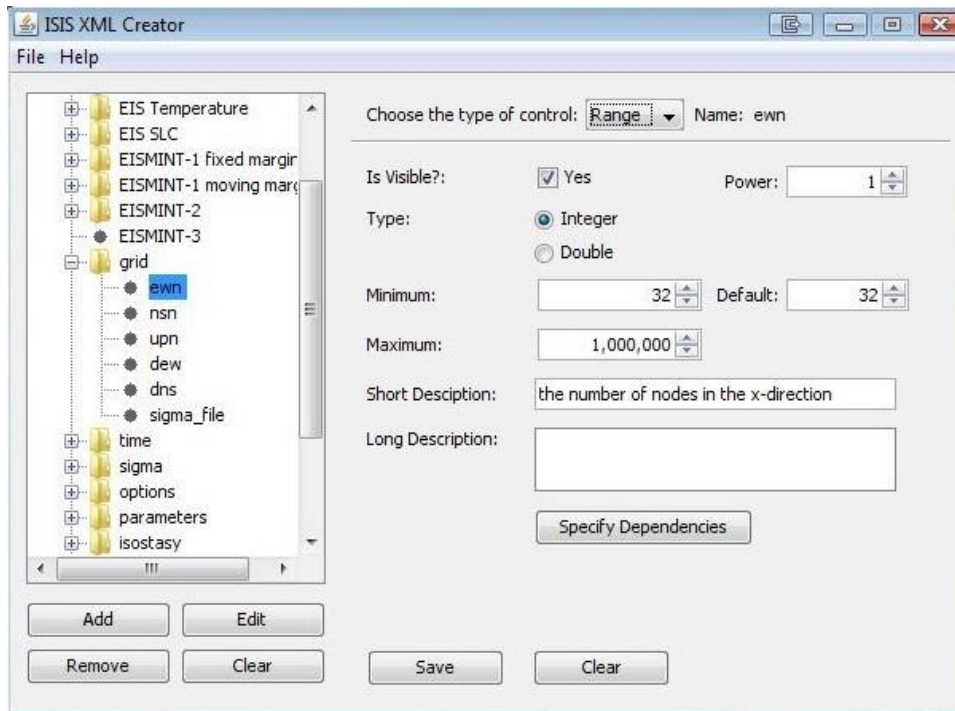 ISIS XML Creator
File Help
EIS Temperature
EIS SLC
EISMINT-1 fixed margin
EISMINT-1 moving marg
EISMINT-2
EISMINT-3
grid
ewn
nsn
upn
dew
dns
sigma_file
time
sigma
options
parameters
isostasy
Add Edit
Remove Clear
Choose the type of control: Range Name: ewn
Is Visible?: Yes Power: 1
Type: Integer
Double
Minimum: 32 Default: 32
Maximum: 1,000,000
Short Desciption: the number of nodes in the x-direction
Long Description:
Specify Dependencies
Save Clear